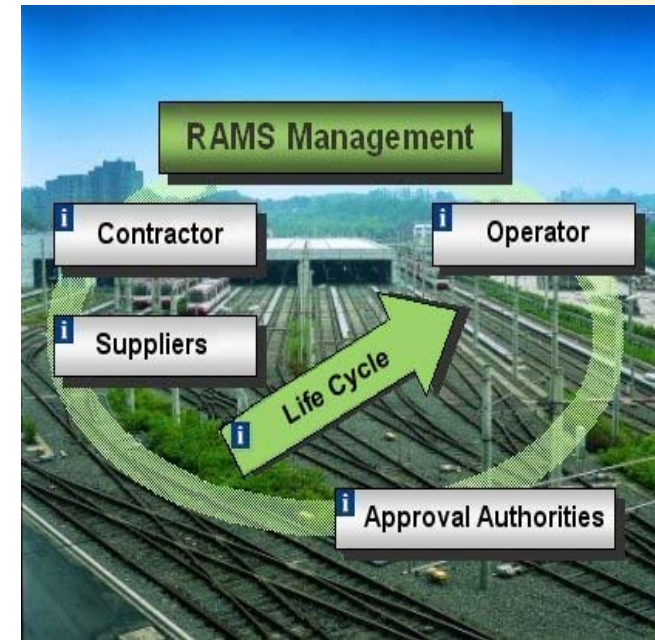 RAMS Management
i
Contractor
i
Operator
i
Suppliers
i
Life Cycle
i
Approval Authorities